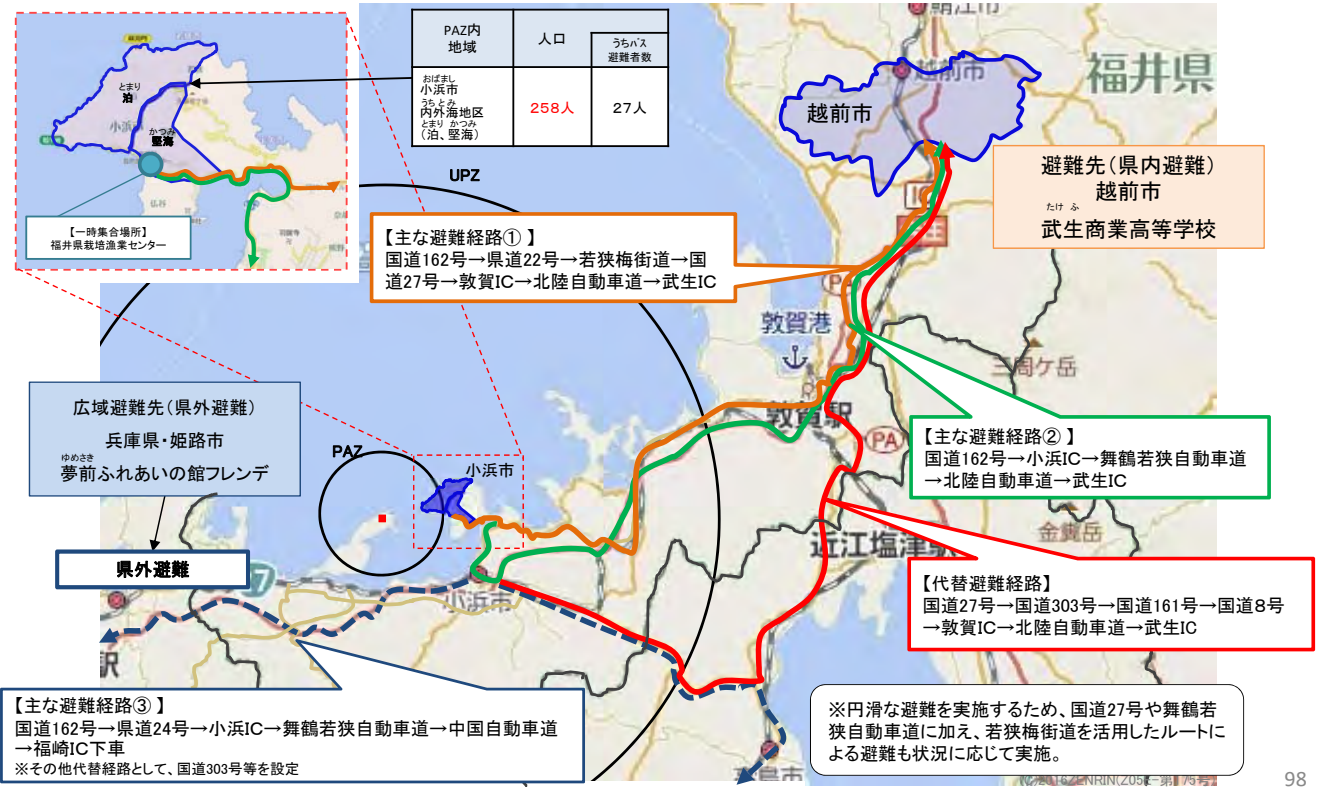 PAZ内
地域
人口
うちバス
避難者数
おばまし
小浜市
うちとみ
内外海地区
とまり かつみ
(泊、堅海)
258人
27人
とまり
泊
小浜市
かつみ
堅海
仏谷
【一時集合場所】
福井県栽培漁業センター
鯖江市
越前市
福井県
越前市
避難先(県内避難)
越前市
たけ ふ
武生商業高等学校
UPZ
【主な避難経路① 】
国道162号→県道22号→若狭梅街道→国
道27号→敦賀IC→北陸自動車道→武生IC
IC
PA
敦賀港
三周ケ岳
敦賀駅
PA
広域避難先(県外避難)
兵庫県・姫路市
ゆめさき
夢前ふれあいの館フレンデ
PAZ
小浜市
【主な避難経路② 】
国道162号→小浜IC→舞鶴若狭自動車道
→北陸自動車道→武生IC
金糞岳
近江塩津駅
県外避難
27
小浜市
【代替避難経路】
国道27号→国道303号→国道161号→国道8号
→敦賀IC→北陸自動車道→武生IC
駅
【主な避難経路③ 】
国道162号→県道24号→小浜IC→舞鶴若狭自動車道→中国自動車道
→福崎IC下車
※その他代替経路として、国道303号等を設定
※円滑な避難を実施するため、国道27号や舞鶴若
狭自動車道に加え、若狭梅街道を活用したルートに
よる避難も状況に応じて実施。
島市
98